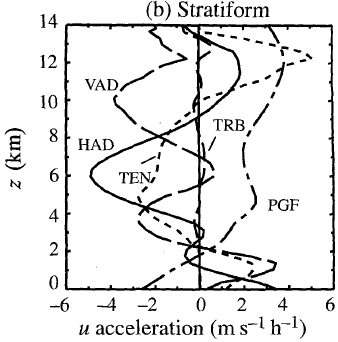 (b) Stratiform
14
12
10
8
6
4
2
0
z (km)
VAD
HAD
TRB
TEN
PGF
−6 −4 −2 0 2 4 6
u acceleration (m s⁻¹ h⁻¹)